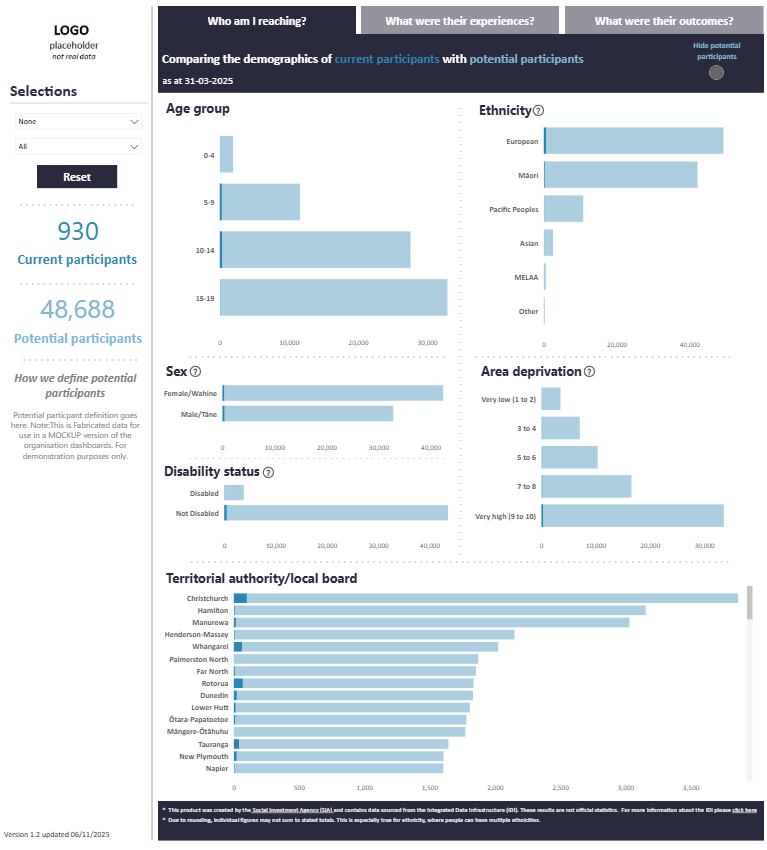 LOGO
placeholder
not real data
Selections
None
All
Reset
930
Current participants
48,688
Potential participants
How we define potential
participants
Potential particpant definition goes
here. Note:This is Fabricated data for
use in a MOCKUP version of the
organisation dashboards. For
demonstration purposes only.
Version 1.2 updated 06/11/2025
Who am I reaching?
What were their experiences?
What were their outcomes?
Comparing the demographics of current participants with potential participants
as at 31-03-2025
Hide potential
participants
Age group
0-4
5-9
10-14
15-19
0 10,000 20,000 30,000
Ethnicity ?
European
Māori
Pacific Peoples
Asian
MELAA
Other
0 20,000 40,000
Sex ?
Female/Wahine
Male/Tāne
0 10,000 20,000 30,000 40,000
Disability status ?
Disabled
Not Disabled
0 10,000 20,000 30,000 40,000
Area deprivation ?
Very low (1 to 2)
3 to 4
5 to 6
7 to 8
Very high (9 to 10)
0 10,000 20,000 30,000
Territorial authority/local board
Christchurch
Hamilton
Manurewa
Henderson-Massey
Whangarei
Palmerston North
Far North
Rotorua
Dunedin
Lower Hutt
Ōtara-Papatoetoe
Māngere-Ōtāhuhu
Tauranga
New Plymouth
Napier
0 500 1,000 1,500 2,000 2,500 3,000 3,500
* This product was created by the Social Investment Agency (SIA) and contains data sourced from the Integrated Data Infrastructure (IDI). These results are not official statistics. For more information about the IDI please click here
* Due to rounding, individual figures may not sum to stated totals. This is especially true for ethnicity, where people can have multiple ethnicities.